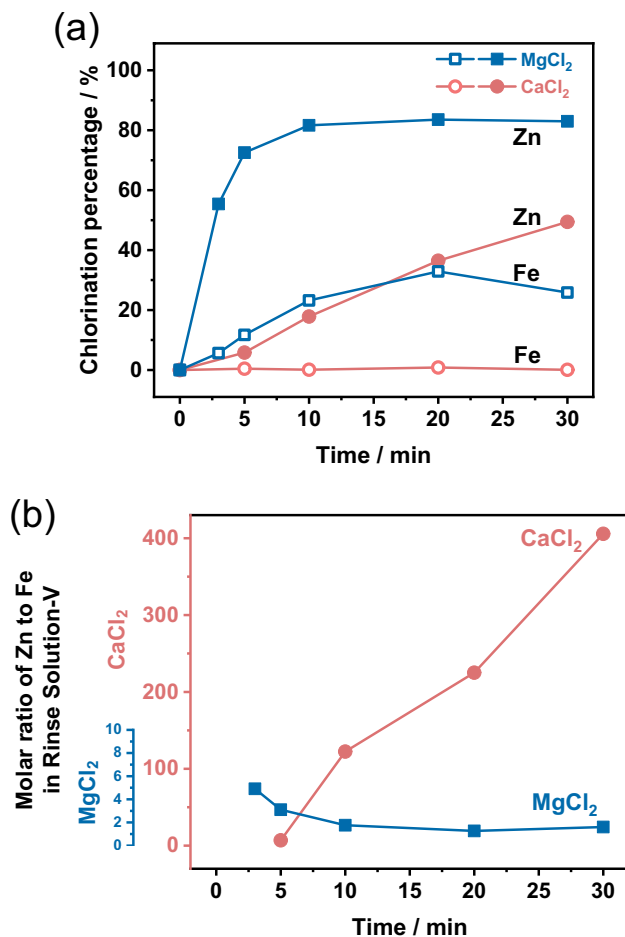 (a)
MgCl₂
CaCl₂
Chlorination percentage / %
100
80
60
40
20
0
Zn
Zn
Fe
Fe
0
5
10
15
20
25
30
Time / min
(b)
Molar ratio of Zn to Fe
in Rinse Solution-V
CaCl₂
MgCl₂
400
300
200
100
0
10
8
6
4
2
0
CaCl₂
MgCl₂
0
5
10
15
20
25
30
Time / min